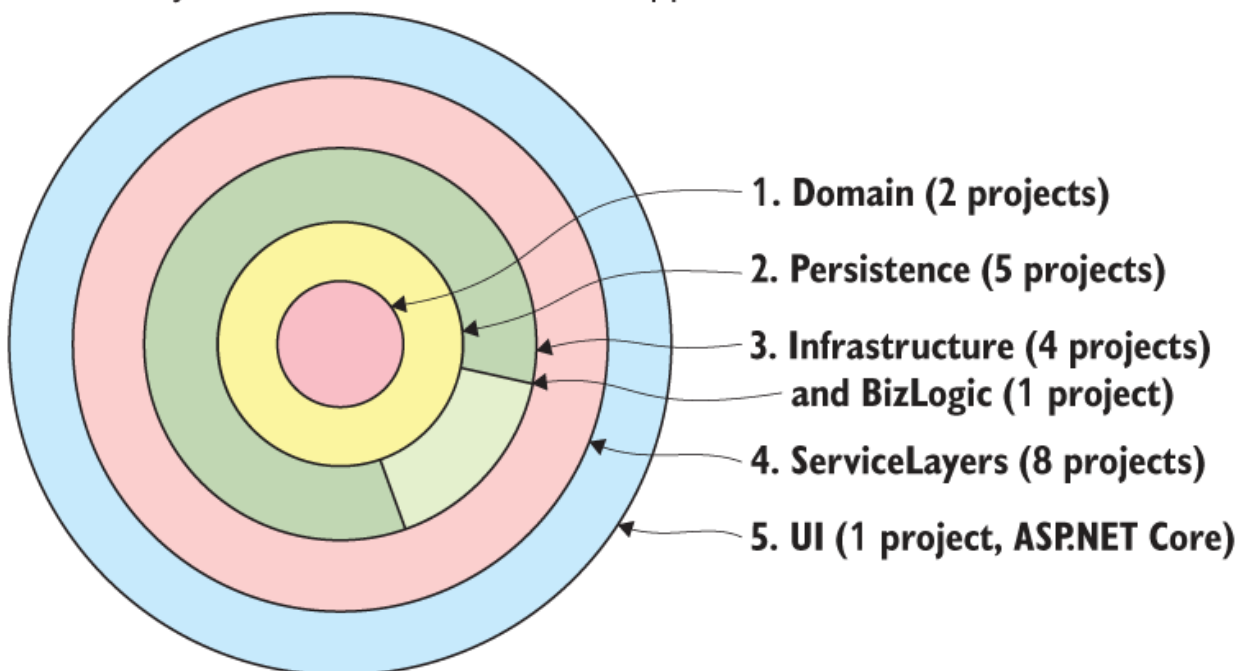 1. Domain (2 projects)
2. Persistence (5 projects)
3. Infrastructure (4 projects)
and BizLogic (1 project)
4. ServiceLayers (8 projects)
5. UI (1 project, ASP.NET Core)